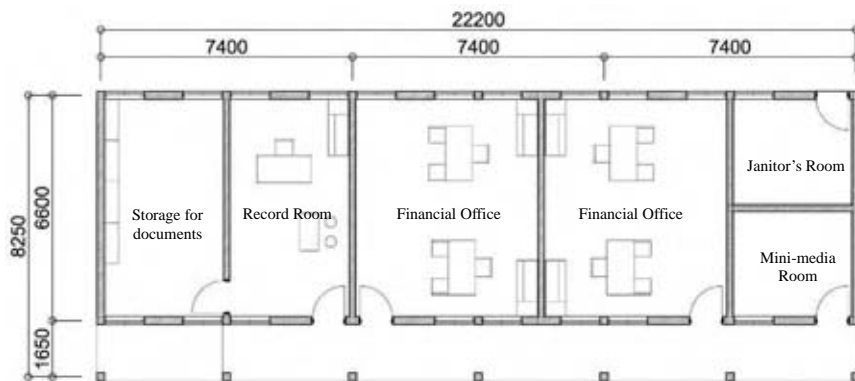 22200
7400 7400 7400
8250
6600
1650
Storage for
documents
Record Room
Financial Office
Financial Office
Janitor's Room
Mini-media
Room